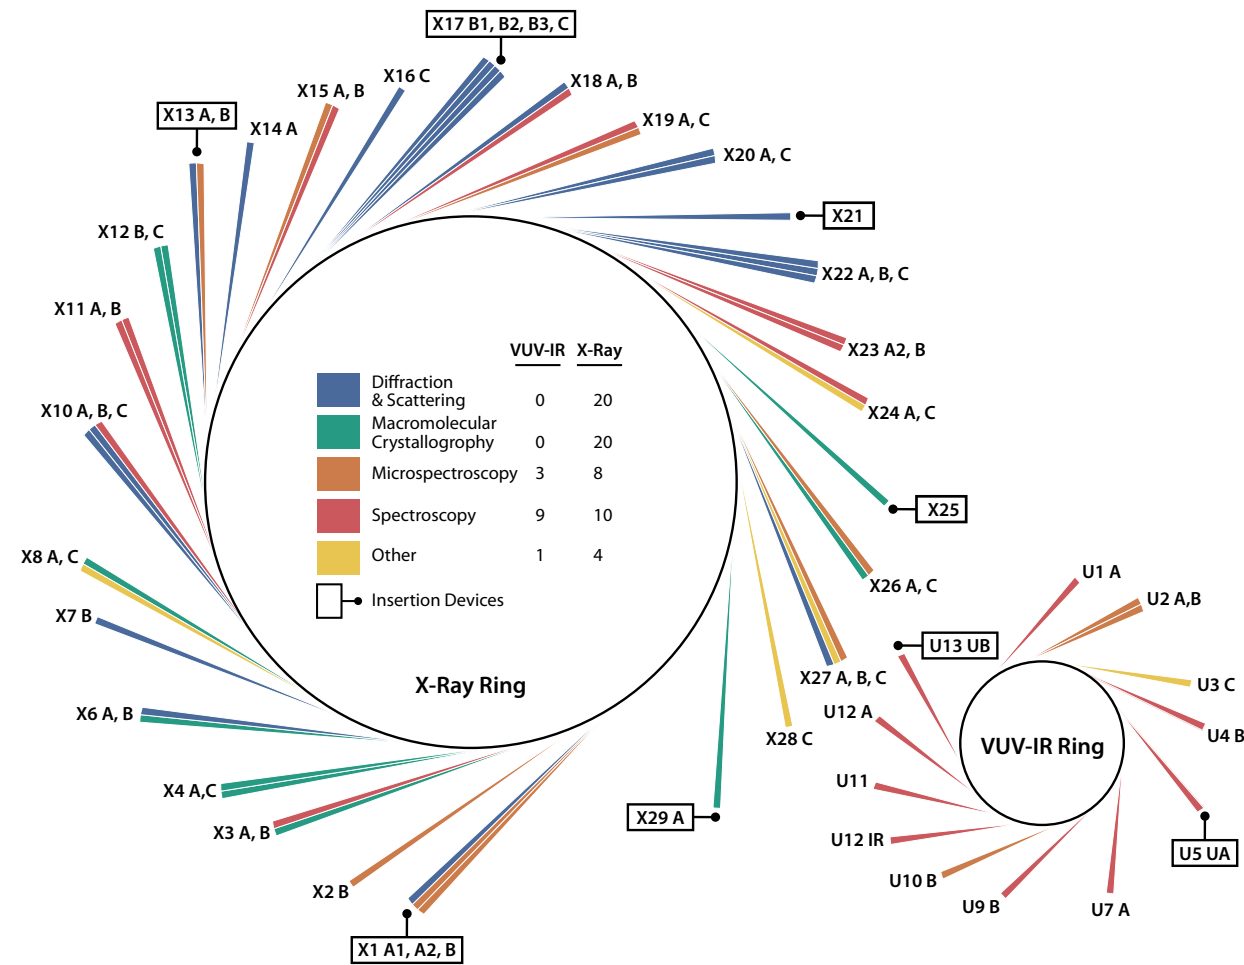 X17 B1, B2, B3, C
X16 C
X18 A, B
X15 A, B
X13 A, B
X14 A
X19 A, C
X20 A, C
X21
X12 B, C
X22 A, B, C
X11 A, B
X23 A2, B
X10 A, B, C
X24 A, C
VUV-IR X-Ray
Diffraction
& Scattering 0 20
Macromolecular
Crystallogrophy 0 20
Microspectroscopy 3 8
Spectroscopy 9 10
Other 1 4
Insertion Devices
X25
X8 A, C
X26 A, C
X7 B
X-Ray Ring
X27 A, B, C
X6 A, B
X28 C
X4 A,C
X29 A
X3 A, B
X2 B
X1 A1, A2, B
U1 A
U2 A,B
U13 UB
U3 C
U12 A
U4 B
VUV-IR Ring
U11
U12 IR
U5 UA
U10 B
U9 B
U7 A